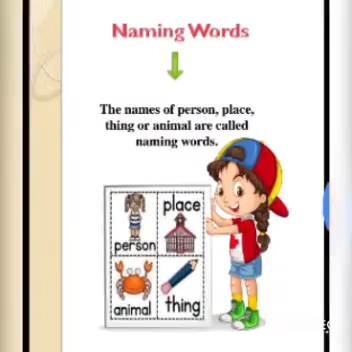 Naming Words
The names of person, place,
thing or animal are called
naming words.
place
person
animal
thing